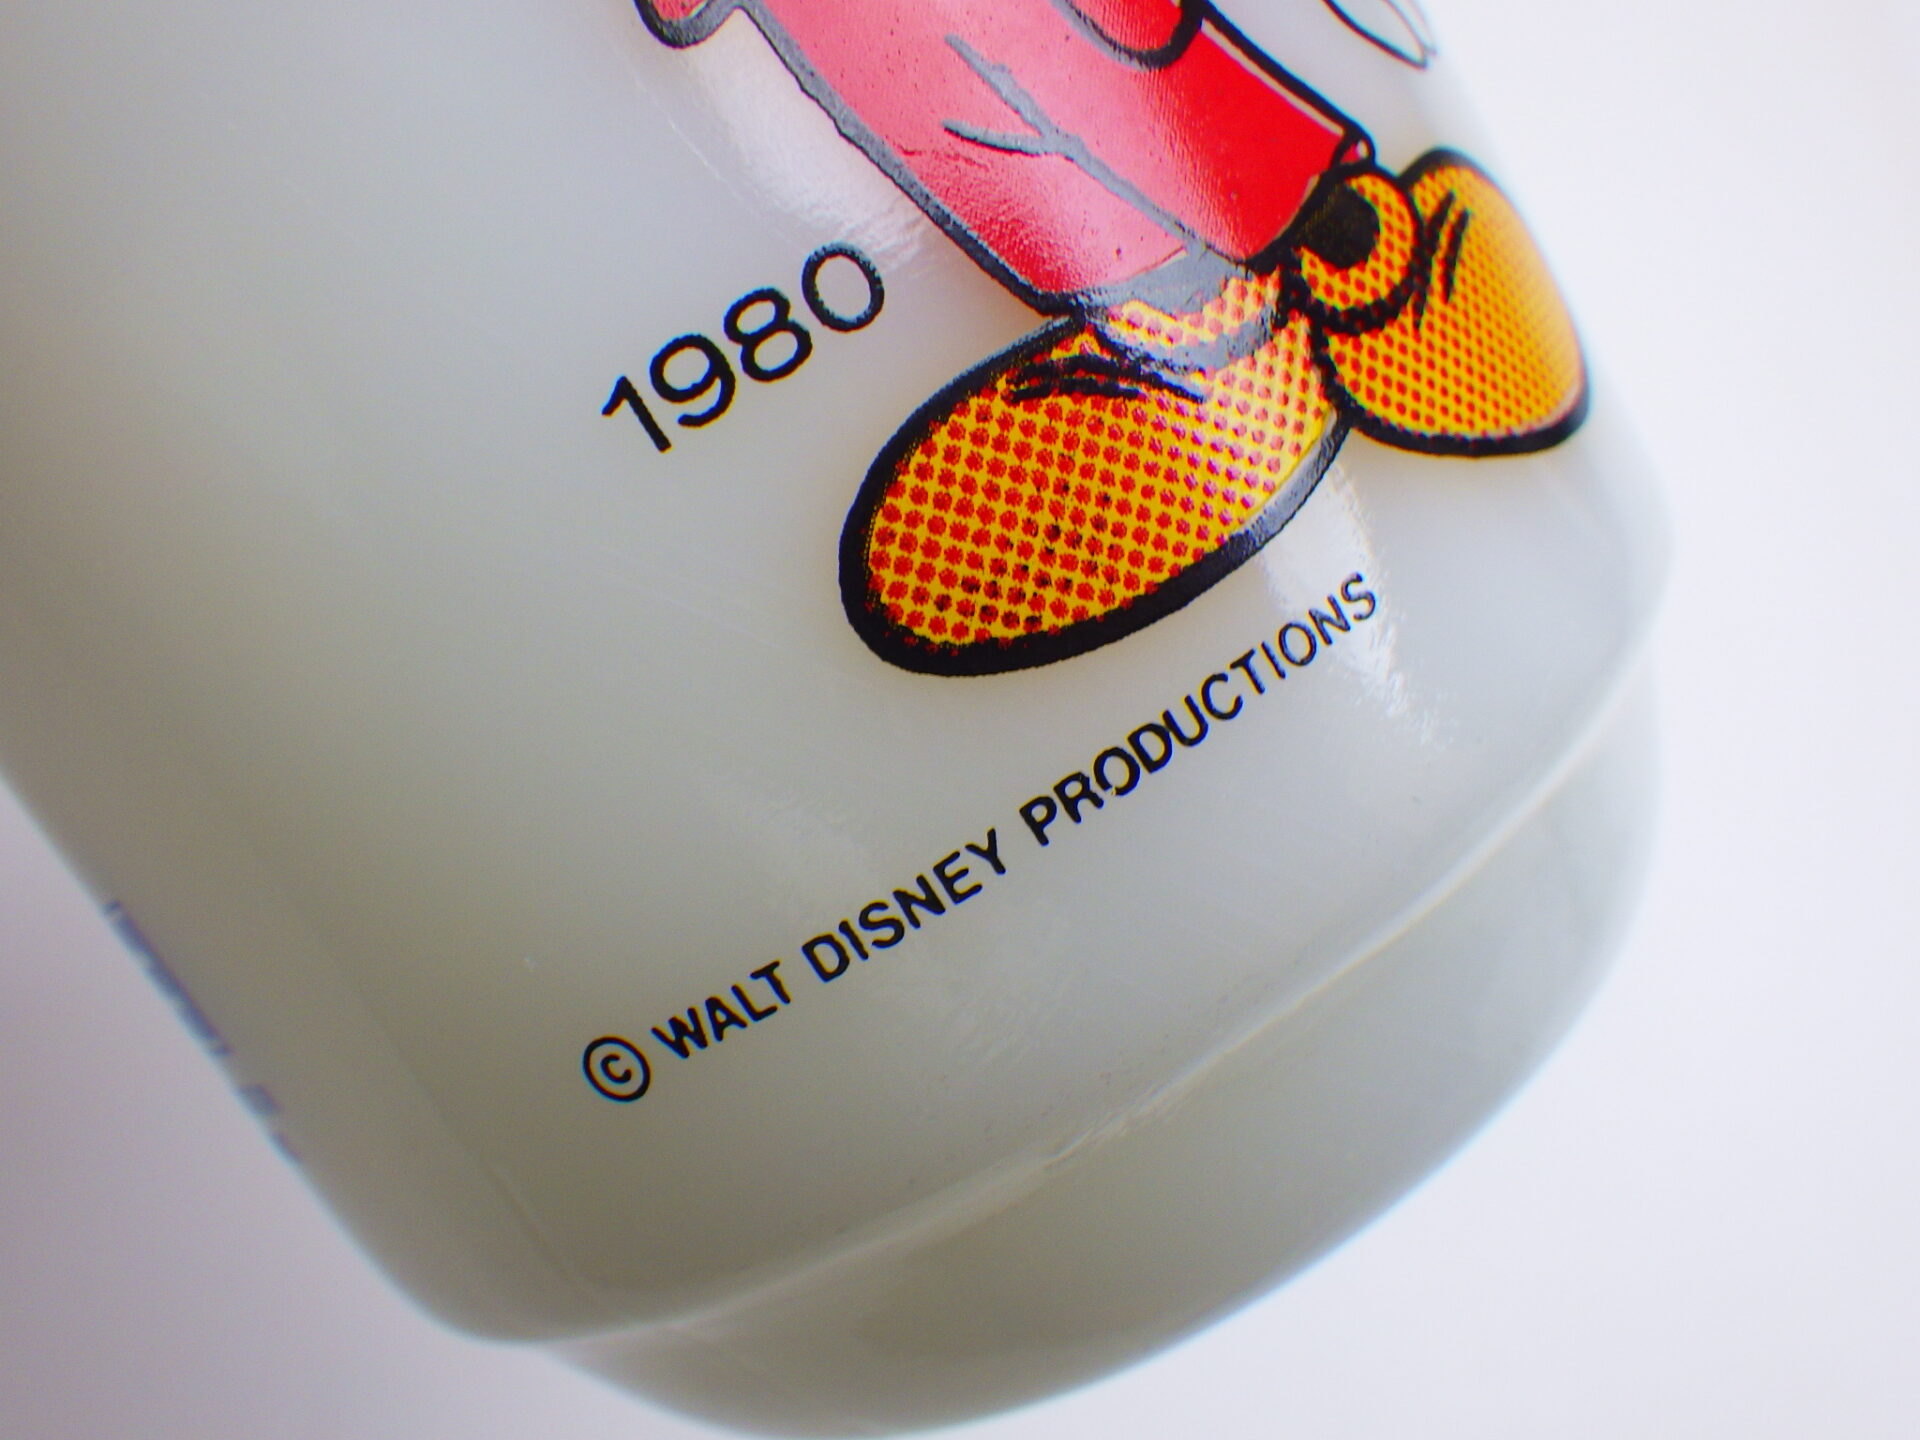 1980
© WALT DISNEY PRODUCTIONS